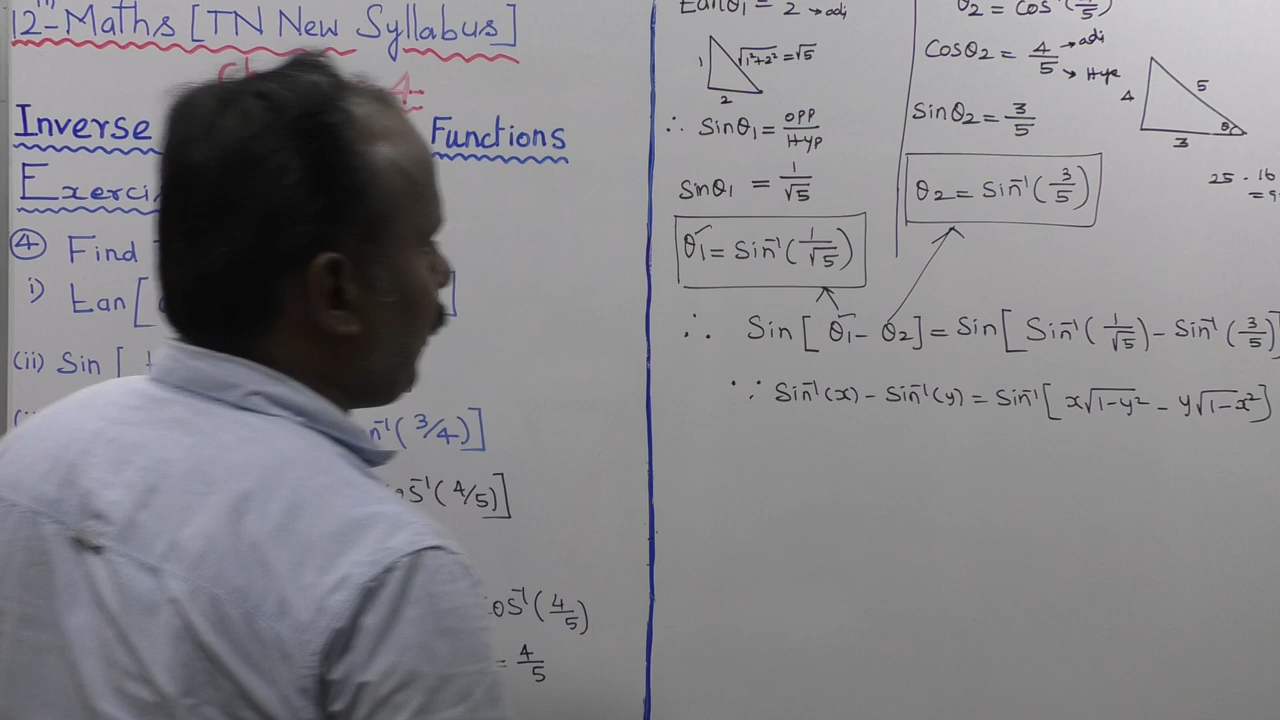 12-Maths [TN New Syllabus]
4
Inverse Functions
④ Find
i) tan[ ]
(ii) Sin [
n⁻¹(3/4)]
os⁻¹(4/5)]
os⁻¹(4/5)
= 4/5
Tanθ1 = 2 → adj
1 √1²+2² = √5
2
∴ Sinθ1 = opp/Hyp
Sinθ1 = 1/√5
θ1 = Sin⁻¹(1/√5)
θ2 = cos⁻¹(4/5)
Cosθ2 = 4/5 → adj → Hyp
Sinθ2 = 3/5
4 5 3 θ
25 - 16
= 9
θ2 = Sin⁻¹(3/5)
∴ Sin[θ1 - θ2] = Sin[Sin⁻¹(1/√5) - Sin⁻¹(3/5)]
∵ Sin⁻¹(x) - Sin⁻¹(y) = Sin⁻¹[x√1-y² - y√1-x²]